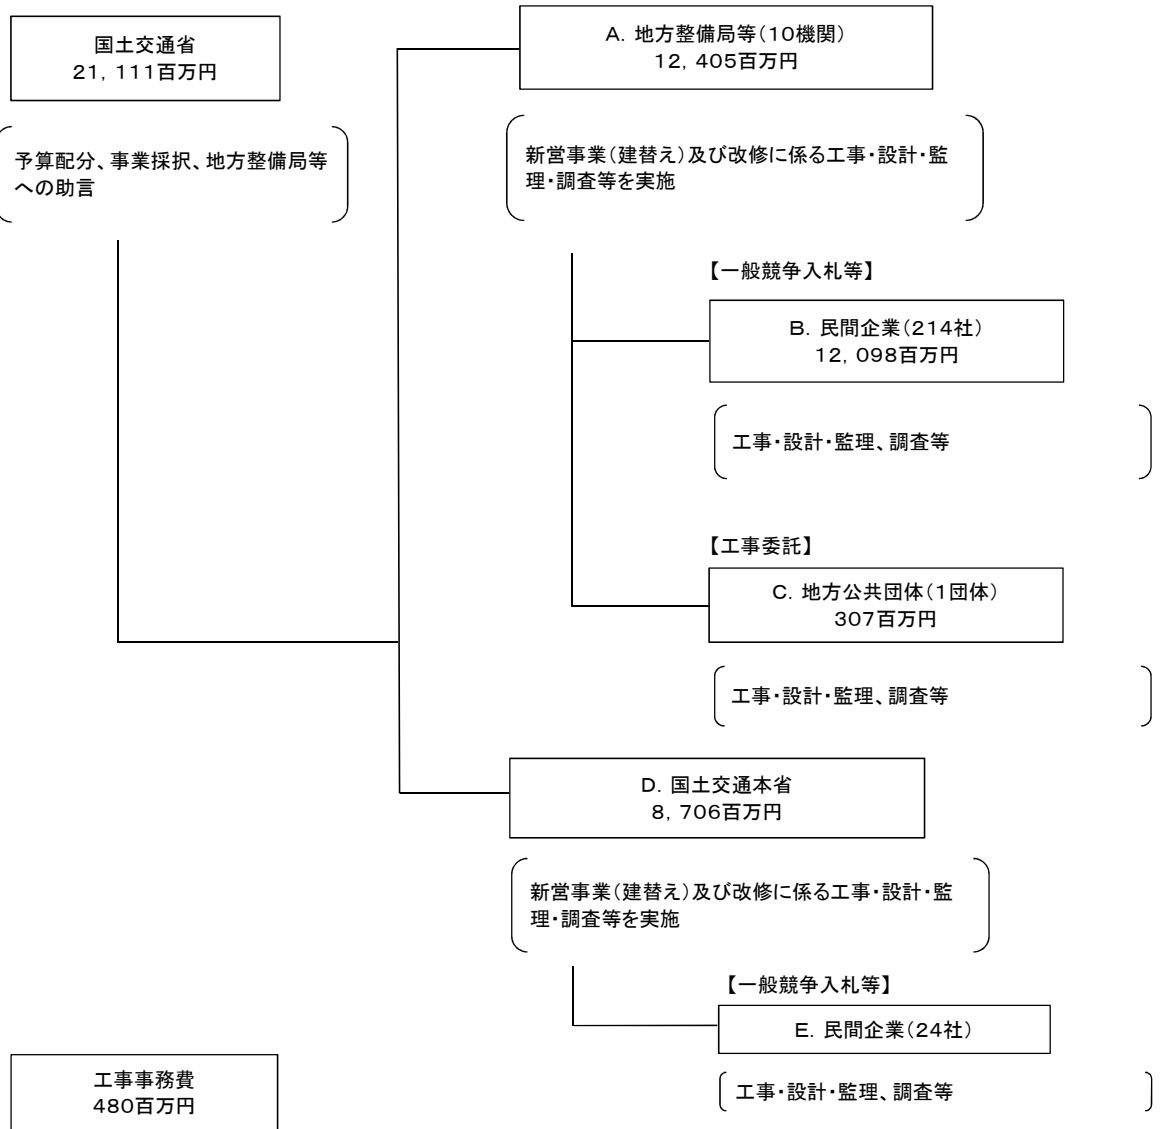 国土交通省
21, 111百万円
予算配分、事業採択、地方整備局等
への助言
A. 地方整備局等(10機関)
12, 405百万円
新営事業(建替え)及び改修に係る工事・設計・監
理・調査等を実施
【一般競争入札等】
B. 民間企業(214社)
12, 098百万円
工事・設計・監理、調査等
【工事委託】
C. 地方公共団体(1団体)
307百万円
工事・設計・監理、調査等
D. 国土交通本省
8, 706百万円
新営事業(建替え)及び改修に係る工事・設計・監
理・調査等を実施
【一般競争入札等】
E. 民間企業(24社)
工事・設計・監理、調査等
工事事務費
480百万円